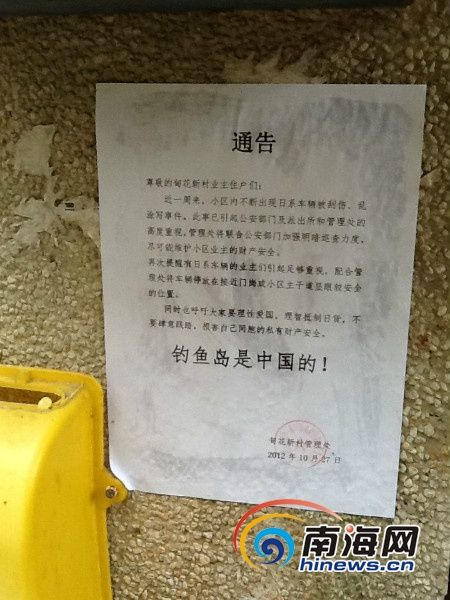 通告
尊敬的甸花新村业主住户们：
近一周来，小区内不断出现日系车辆被刮伤、乱
涂写事件。此事已引起公安部门及派出所和管理处的
高度重视。管理处将联合公安部门加强明暗巡查力度，
尽可能维护小区业主的财产安全。
再次提醒有日系车辆的业主们引起足够重视，配合管
理处将车辆停放在接近门岗或小区主干道显眼较安全
的位置。
同时也呼吁大家要理性爱国，理智抵制日货，不
要肆意践踏，损害自己同胞的私有财产安全。
钓鱼岛是中国的！
甸花新村管理处
2012 年 10 月 27 日
南海网
hinews.cn